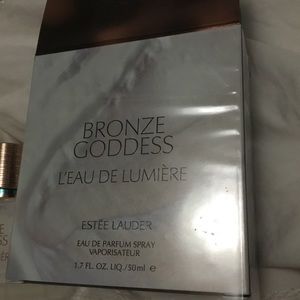 BRONZE
GODDESS
L'EAU DE LUMIÈRE
ESTĒE LAUDER
EAU DE PARFUM SPRAY
VAPORISATEUR
1.7 FL. OZ. LIQ./50ml e